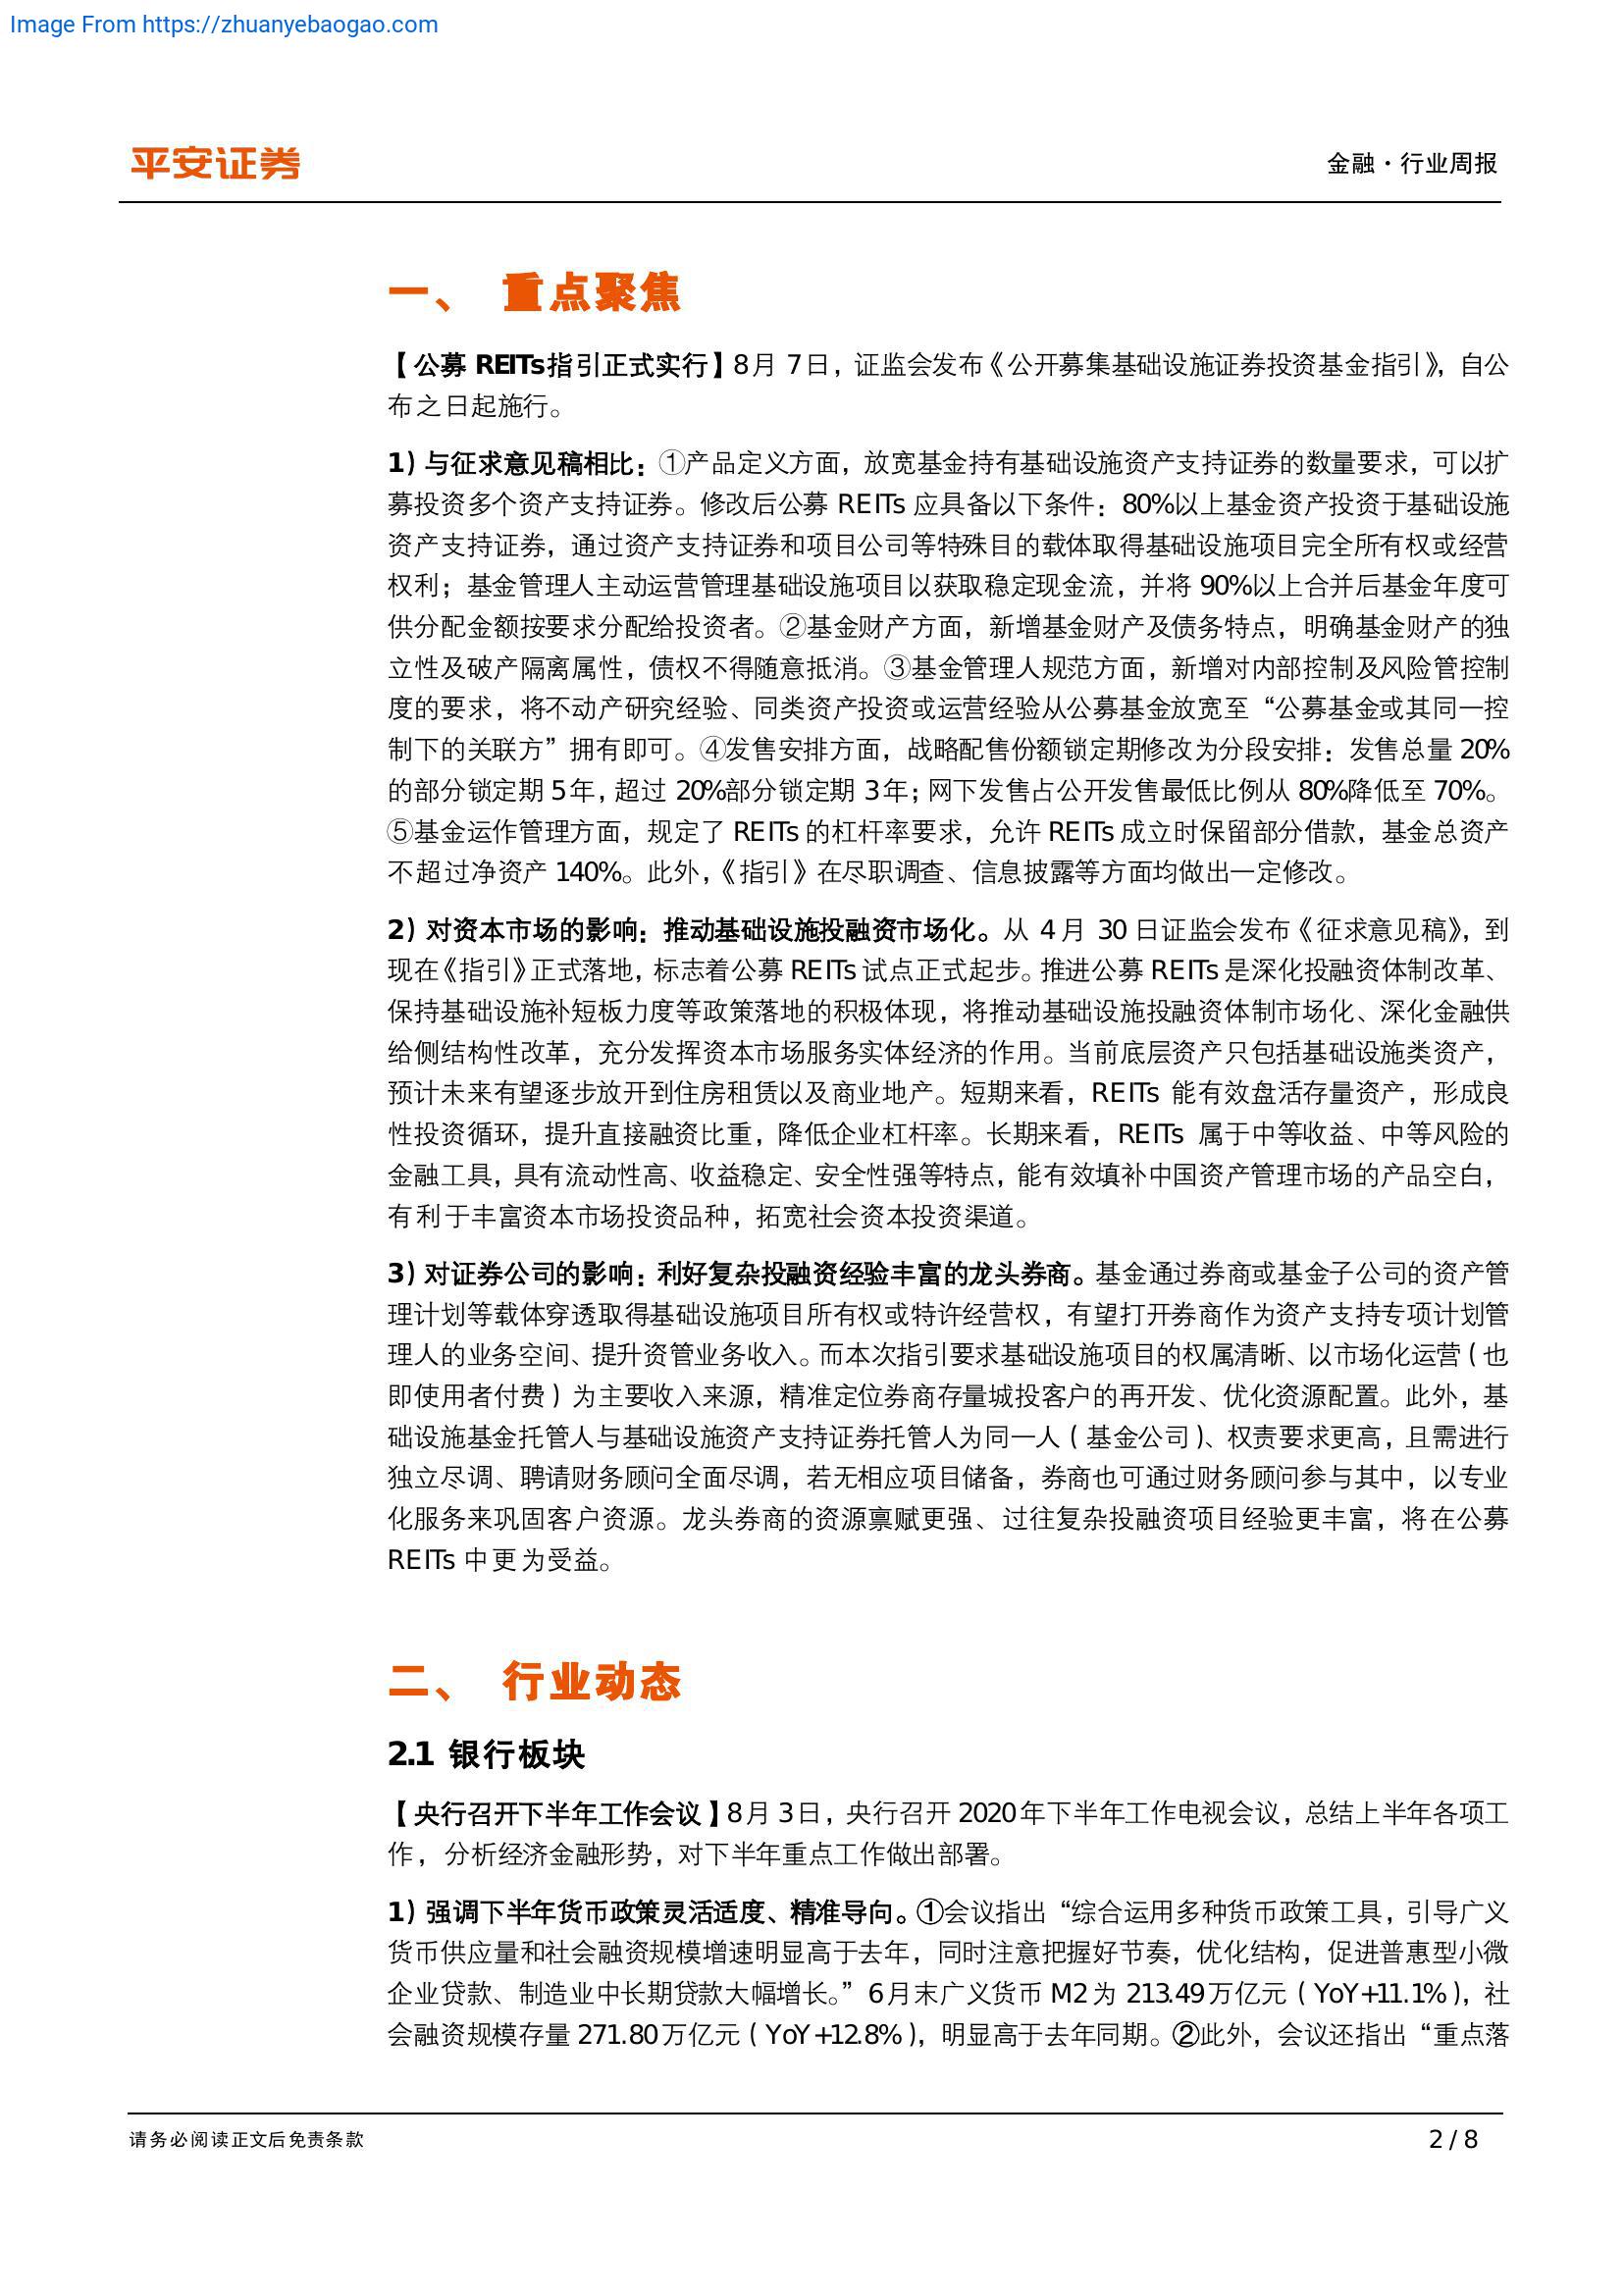 Image From https://zhuanyebaogao.com
平安证券
金融·行业周报
一、 重点聚焦
【公募 REITs指引正式实行】8月 7日，证监会发布《公开募集基础设施证券投资基金指引》，自公
布之日起施行。
1）与征求意见稿相比：①产品定义方面，放宽基金持有基础设施资产支持证券的数量要求，可以扩
募投资多个资产支持证券。修改后公募 REITs 应具备以下条件：80%以上基金资产投资于基础设施
资产支持证券，通过资产支持证券和项目公司等特殊目的载体取得基础设施项目完全所有权或经营
权利；基金管理人主动运营管理基础设施项目以获取稳定现金流，并将 90%以上合并后基金年度可
供分配金额按要求分配给投资者。②基金财产方面，新增基金财产及债务特点，明确基金财产的独
立性及破产隔离属性，债权不得随意抵消。③基金管理人规范方面，新增对内部控制及风险管控制
度的要求，将不动产研究经验、同类资产投资或运营经验从公募基金放宽至“公募基金或其同一控
制下的关联方”拥有即可。④发售安排方面，战略配售份额锁定期修改为分段安排：发售总量 20%
的部分锁定期 5年，超过 20%部分锁定期 3年；网下发售占公开发售最低比例从 80%降低至 70%。
⑤基金运作管理方面，规定了 REITs 的杠杆率要求，允许 REITs 成立时保留部分借款，基金总资产
不超过净资产 140%。此外，《指引》在尽职调查、信息披露等方面均做出一定修改。
2）对资本市场的影响：推动基础设施投融资市场化。从 4月 30 日证监会发布《征求意见稿》，到
现在《指引》正式落地，标志着公募 REITs 试点正式起步。推进公募 REITs 是深化投融资体制改革、
保持基础设施补短板力度等政策落地的积极体现，将推动基础设施投融资体制市场化、深化金融供
给侧结构性改革，充分发挥资本市场服务实体经济的作用。当前底层资产只包括基础设施类资产，
预计未来有望逐步放开到住房租赁以及商业地产。短期来看，REITs 能有效盘活存量资产，形成良
性投资循环，提升直接融资比重，降低企业杠杆率。长期来看，REITs 属于中等收益、中等风险的
金融工具，具有流动性高、收益稳定、安全性强等特点，能有效填补中国资产管理市场的产品空白，
有利于丰富资本市场投资品种，拓宽社会资本投资渠道。
3）对证券公司的影响：利好复杂投融资经验丰富的龙头券商。基金通过券商或基金子公司的资产管
理计划等载体穿透取得基础设施项目所有权或特许经营权，有望打开券商作为资产支持专项计划管
理人的业务空间、提升资管业务收入。而本次指引要求基础设施项目的权属清晰、以市场化运营（也
即使用者付费）为主要收入来源，精准定位券商存量城投客户的再开发、优化资源配置。此外，基
础设施基金托管人与基础设施资产支持证券托管人为同一人（基金公司）、权责要求更高，且需进行
独立尽调、聘请财务顾问全面尽调，若无相应项目储备，券商也可通过财务顾问参与其中，以专业
化服务来巩固客户资源。龙头券商的资源禀赋更强、过往复杂投融资项目经验更丰富，将在公募
REITs 中更为受益。
二、 行业动态
2.1 银行板块
【央行召开下半年工作会议】8月 3日，央行召开 2020年下半年工作电视会议，总结上半年各项工
作，分析经济金融形势，对下半年重点工作做出部署。
1）强调下半年货币政策灵活适度、精准导向。①会议指出“综合运用多种货币政策工具，引导广义
货币供应量和社会融资规模增速明显高于去年，同时注意把握好节奏，优化结构，促进普惠型小微
企业贷款、制造业中长期贷款大幅增长。”6月末广义货币 M2 为 213.49万亿元（YoY+11.1%），社
会融资规模存量 271.80万亿元（YoY+12.8%），明显高于去年同期。②此外，会议还指出“重点落
请务必阅读正文后免责条款
2 / 8